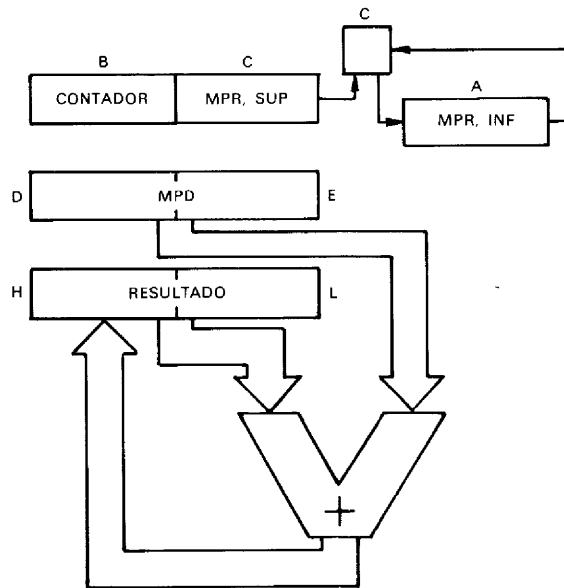 C
B C
CONTADOR MPR, SUP
A
MPR, INF
D MPD E
H RESULTADO L
+